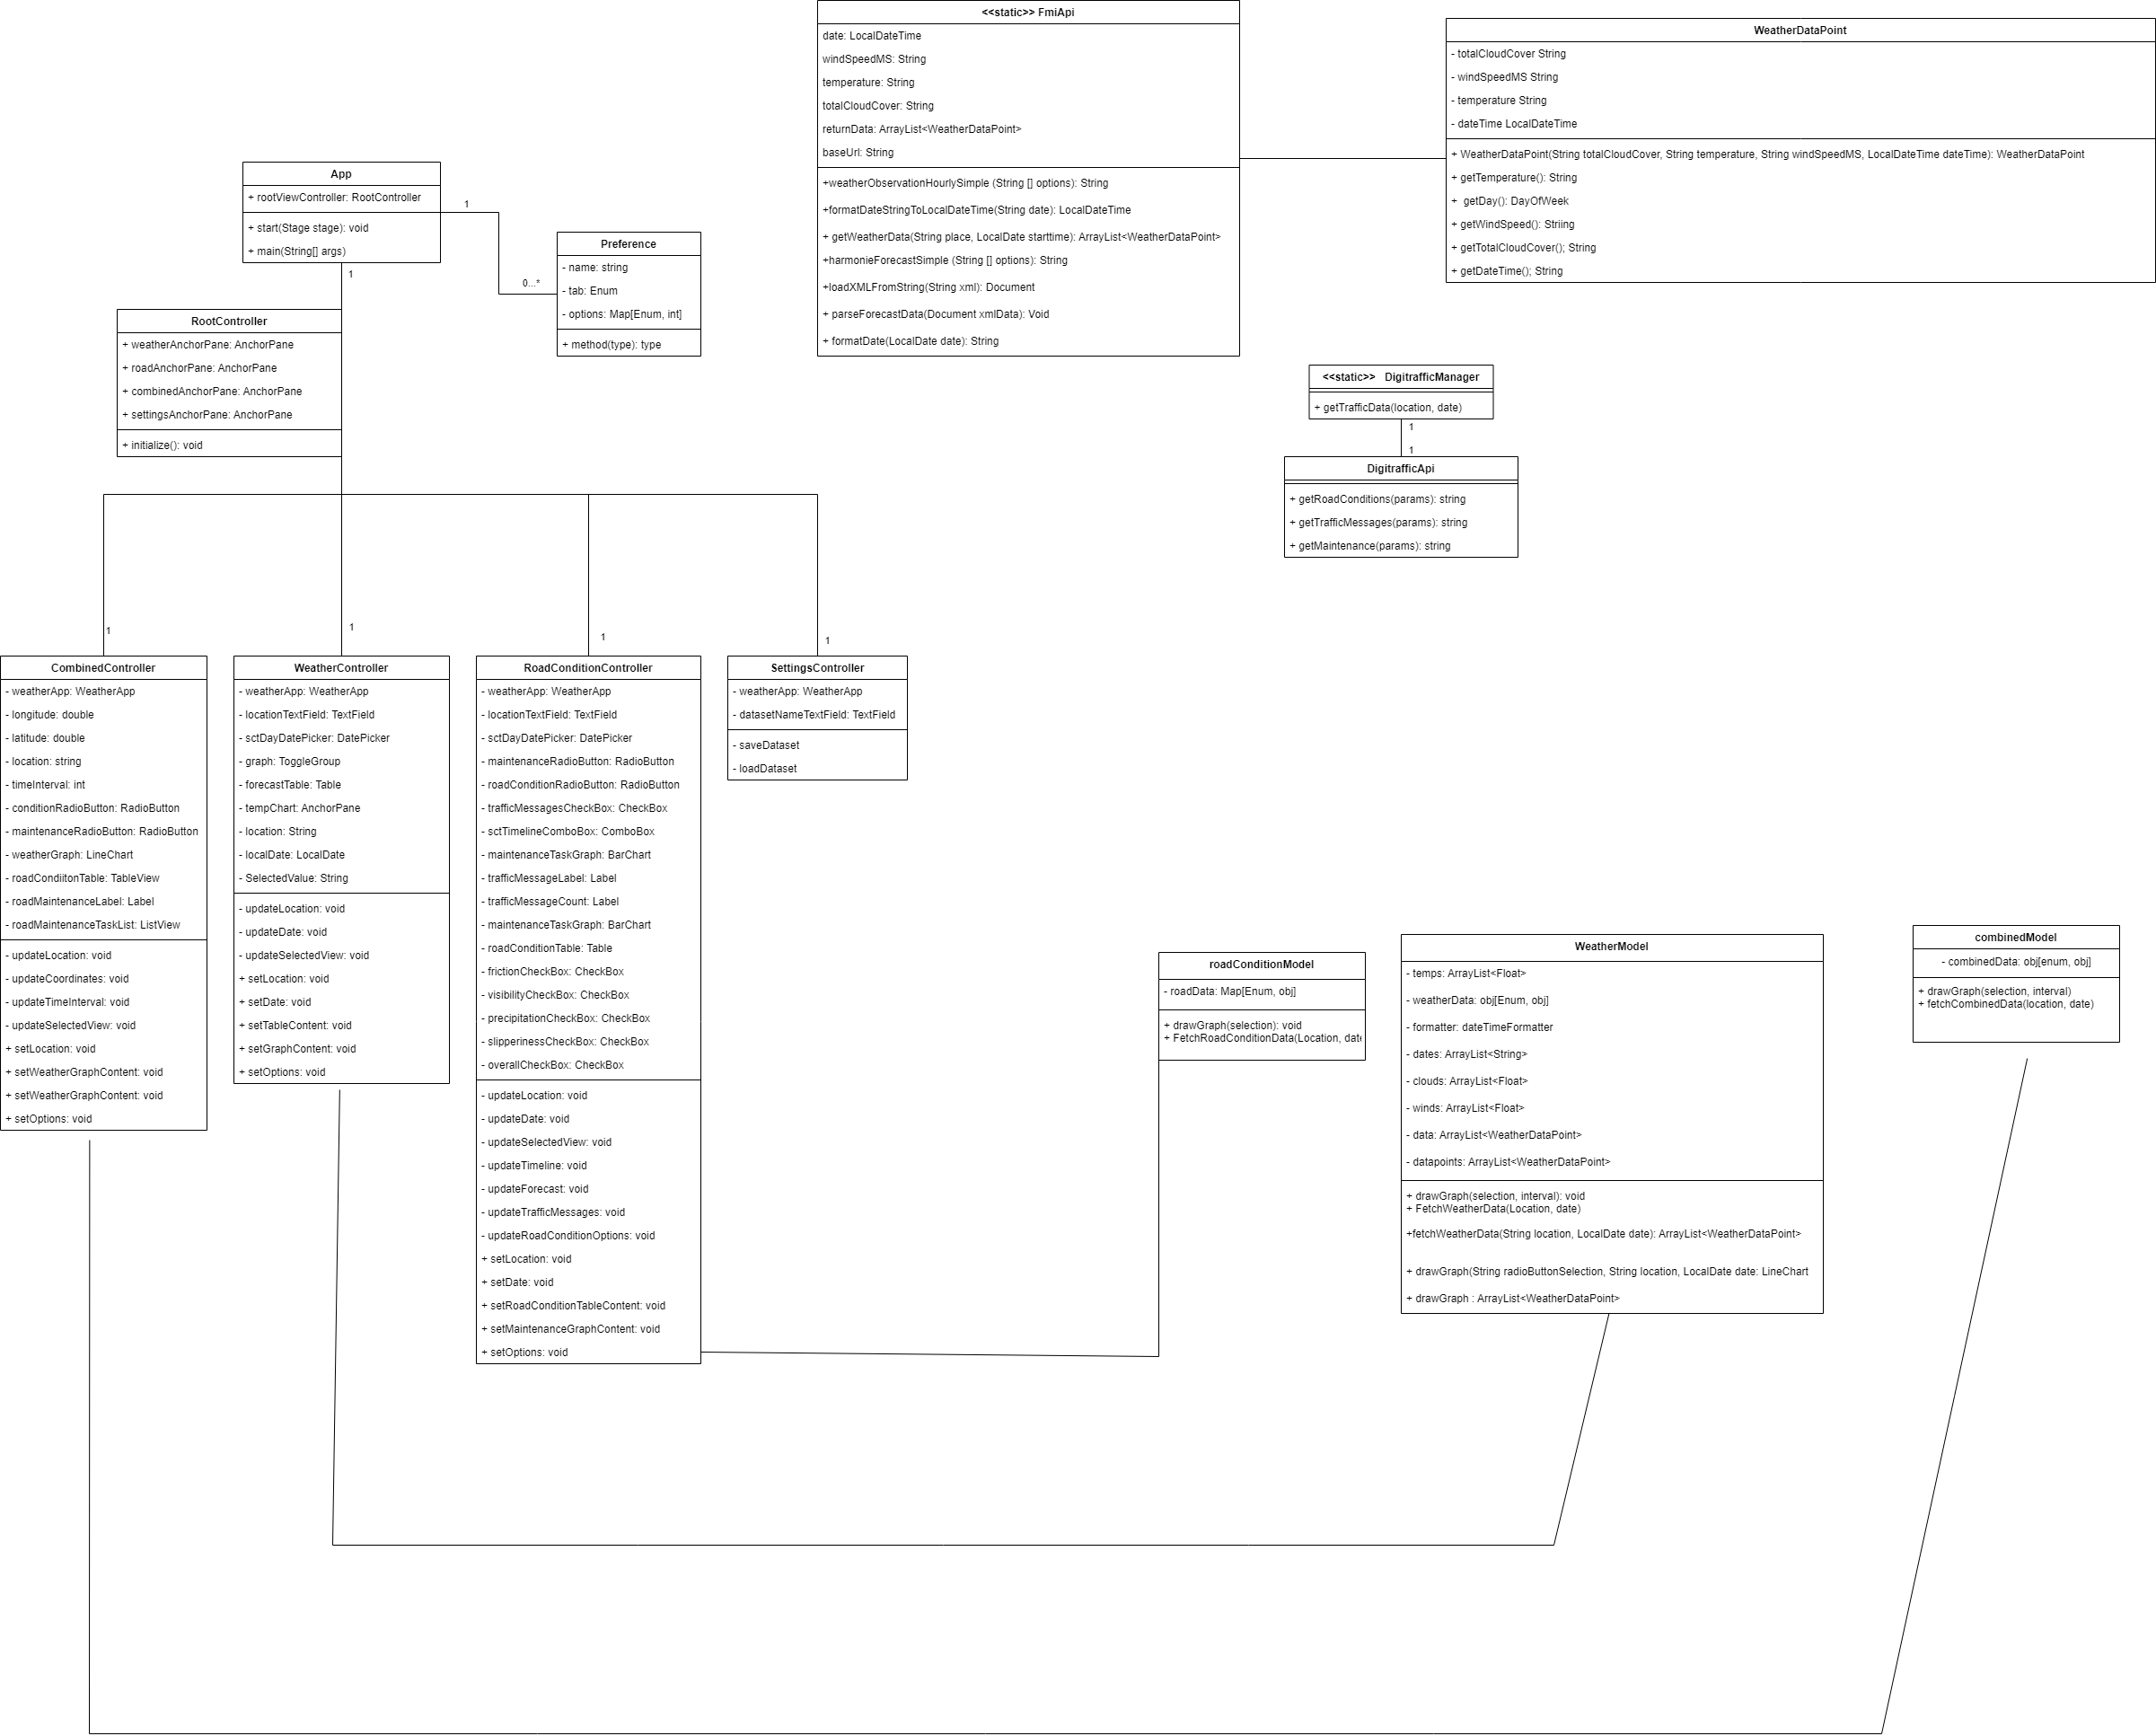 <<static>> FmiApi
date: LocalDateTime
windSpeedMS: String
temperature: String
totalCloudCover: String
returnData: ArrayList<WeatherDataPoint>
baseUrl: String
+weatherObservationHourlySimple (String [] options): String
+formatDateStringToLocalDateTime(String date): LocalDateTime
+ getWeatherData(String place, LocalDate starttime): ArrayList<WeatherDataPoint>
+harmonieForecastSimple (String [] options): String
+loadXMLFromString(String xml): Document
+ parseForecastData(Document xmlData): Void
+ formatDate(LocalDate date): String
WeatherDataPoint
- totalCloudCover String
- windSpeedMS String
- temperature String
- dateTime LocalDateTime
+ WeatherDataPoint(String totalCloudCover, String temperature, String windSpeedMS, LocalDateTime dateTime): WeatherDataPoint
+ getTemperature(): String
+  getDay(): DayOfWeek
+ getWindSpeed(): Striing
+ getTotalCloudCover(); String
+ getDateTime(); String
App
+ rootViewController: RootController
+ start(Stage stage): void
+ main(String[] args)
1
1
0...*
Preference
- name: string
- tab: Enum
- options: Map[Enum, int]
+ method(type): type
RootController
+ weatherAnchorPane: AnchorPane
+ roadAnchorPane: AnchorPane
+ combinedAnchorPane: AnchorPane
+ settingsAnchorPane: AnchorPane
+ initialize(): void
<<static>>   DigitrafficManager
+ getTrafficData(location, date)
1
1
DigitrafficApi
+ getRoadConditions(params): string
+ getTrafficMessages(params): string
+ getMaintenance(params): string
1
1
1
1
CombinedController
- weatherApp: WeatherApp
- longitude: double
- latitude: double
- location: string
- timeInterval: int
- conditionRadioButton: RadioButton
- maintenanceRadioButton: RadioButton
- weatherGraph: LineChart
- roadCondiitonTable: TableView
- roadMaintenanceLabel: Label
- roadMaintenanceTaskList: ListView
- updateLocation: void
- updateCoordinates: void
- updateTimeInterval: void
- updateSelectedView: void
+ setLocation: void
+ setWeatherGraphContent: void
+ setWeatherGraphContent: void
+ setOptions: void
WeatherController
- weatherApp: WeatherApp
- locationTextField: TextField
- sctDayDatePicker: DatePicker
- graph: ToggleGroup
- forecastTable: Table
- tempChart: AnchorPane
- location: String
- localDate: LocalDate
- SelectedValue: String
- updateLocation: void
- updateDate: void
- updateSelectedView: void
+ setLocation: void
+ setDate: void
+ setTableContent: void
+ setGraphContent: void
+ setOptions: void
RoadConditionController
- weatherApp: WeatherApp
- locationTextField: TextField
- sctDayDatePicker: DatePicker
- maintenanceRadioButton: RadioButton
- roadConditionRadioButton: RadioButton
- trafficMessagesCheckBox: CheckBox
- sctTimelineComboBox: ComboBox
- maintenanceTaskGraph: BarChart
- trafficMessageLabel: Label
- trafficMessageCount: Label
- maintenanceTaskGraph: BarChart
- roadConditionTable: Table
- frictionCheckBox: CheckBox
- visibilityCheckBox: CheckBox
- precipitationCheckBox: CheckBox
- slipperinessCheckBox: CheckBox
- overallCheckBox: CheckBox
- updateLocation: void
- updateDate: void
- updateSelectedView: void
- updateTimeline: void
- updateForecast: void
- updateTrafficMessages: void
- updateRoadConditionOptions: void
+ setLocation: void
+ setDate: void
+ setRoadConditionTableContent: void
+ setMaintenanceGraphContent: void
+ setOptions: void
SettingsController
- weatherApp: WeatherApp
- datasetNameTextField: TextField
- saveDataset
- loadDataset
roadConditionModel
- roadData: Map[Enum, obj]
+ drawGraph(selection): void
+ FetchRoadConditionData(Location, date
WeatherModel
- temps: ArrayList<Float>
- weatherData: obj[Enum, obj]
- formatter: dateTimeFormatter
- dates: ArrayList<String>
- clouds: ArrayList<Float>
- winds: ArrayList<Float>
- data: ArrayList<WeatherDataPoint>
- datapoints: ArrayList<WeatherDataPoint>
+ drawGraph(selection, interval): void
+ FetchWeatherData(Location, date)
+fetchWeatherData(String location, LocalDate date): ArrayList<WeatherDataPoint>
+ drawGraph(String radioButtonSelection, String location, LocalDate date: LineChart
+ drawGraph : ArrayList<WeatherDataPoint>
combinedModel
- combinedData: obj[enum, obj]
+ drawGraph(selection, interval)
+ fetchCombinedData(location, date)